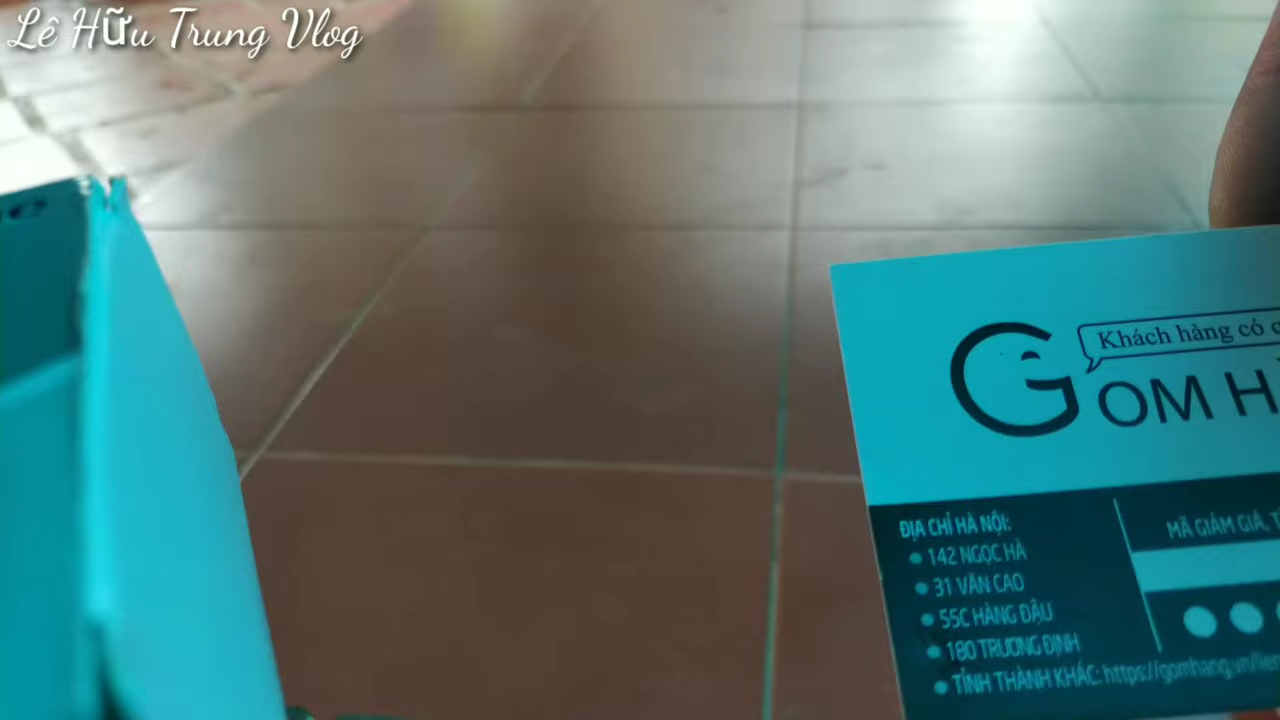 Lê Hữu Trung Vlog
Khách hàng có
GOM H
ĐỊA CHỈ HÀ NỘI:
142 NGỌC HÀ
31 VĂN CAO
55C HÀNG ĐẬU
180 TRƯƠNG ĐỊNH
TỈNH THÀNH KHÁC: https://gomhang.vn/lie
MÃ GIẢM GIÁ, T